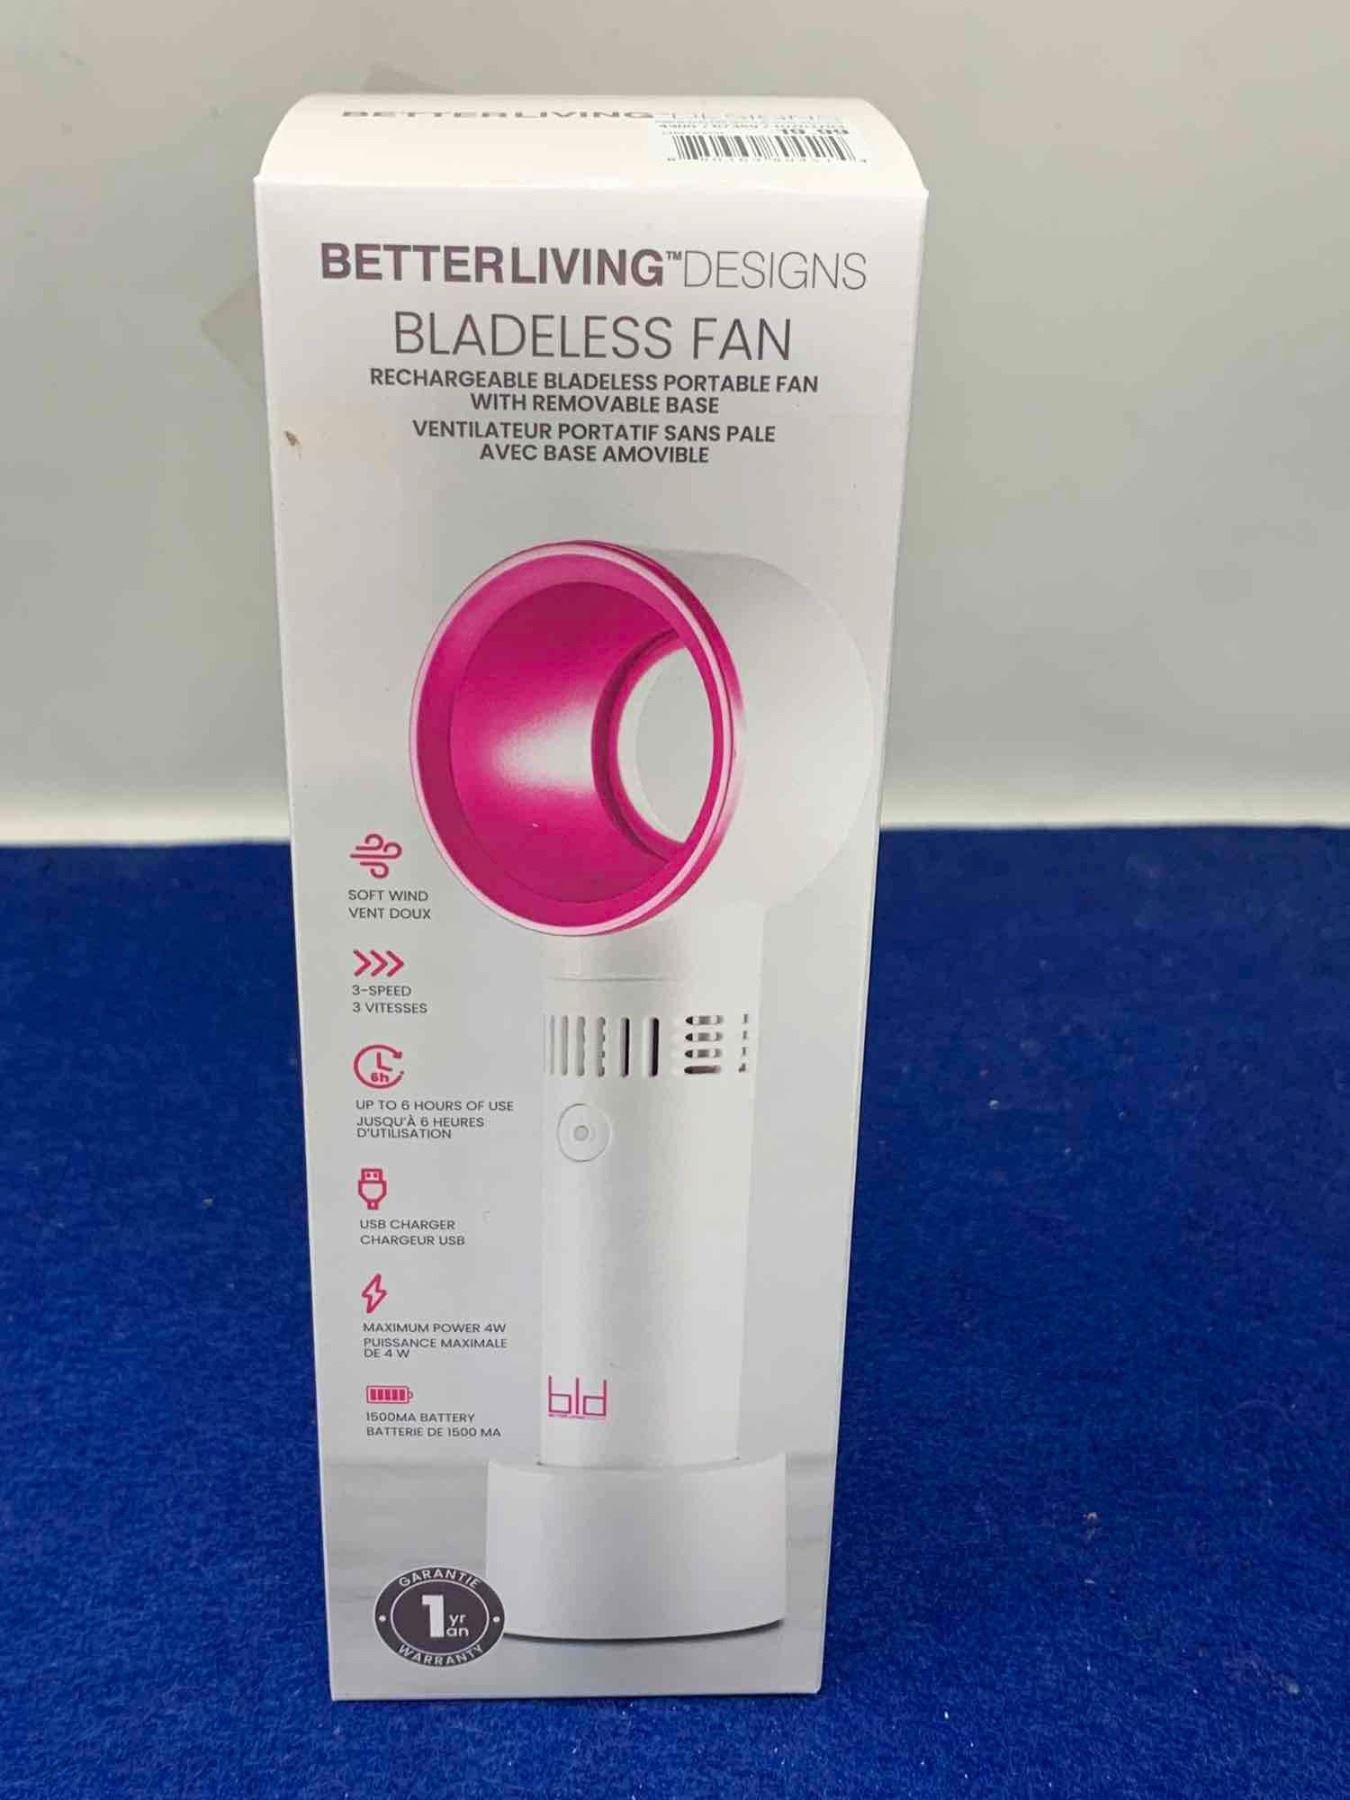 BETTERLIVING DESIGNS
19.99
BETTERLIVING™DESIGNS
BLADELESS FAN
RECHARGEABLE BLADELESS PORTABLE FAN
WITH REMOVABLE BASE
VENTILATEUR PORTATIF SANS PALE
AVEC BASE AMOVIBLE
SOFT WIND
VENT DOUX
3-SPEED
3 VITESSES
6h
UP TO 6 HOURS OF USE
JUSQU'À 6 HEURES
D'UTILISATION
USB CHARGER
CHARGEUR USB
MAXIMUM POWER 4W
PUISSANCE MAXIMALE
DE 4 W
bld
1500MA BATTERY
BATTERIE DE 1500 MA
GARANTIE
1 yr
an
WARRANTY